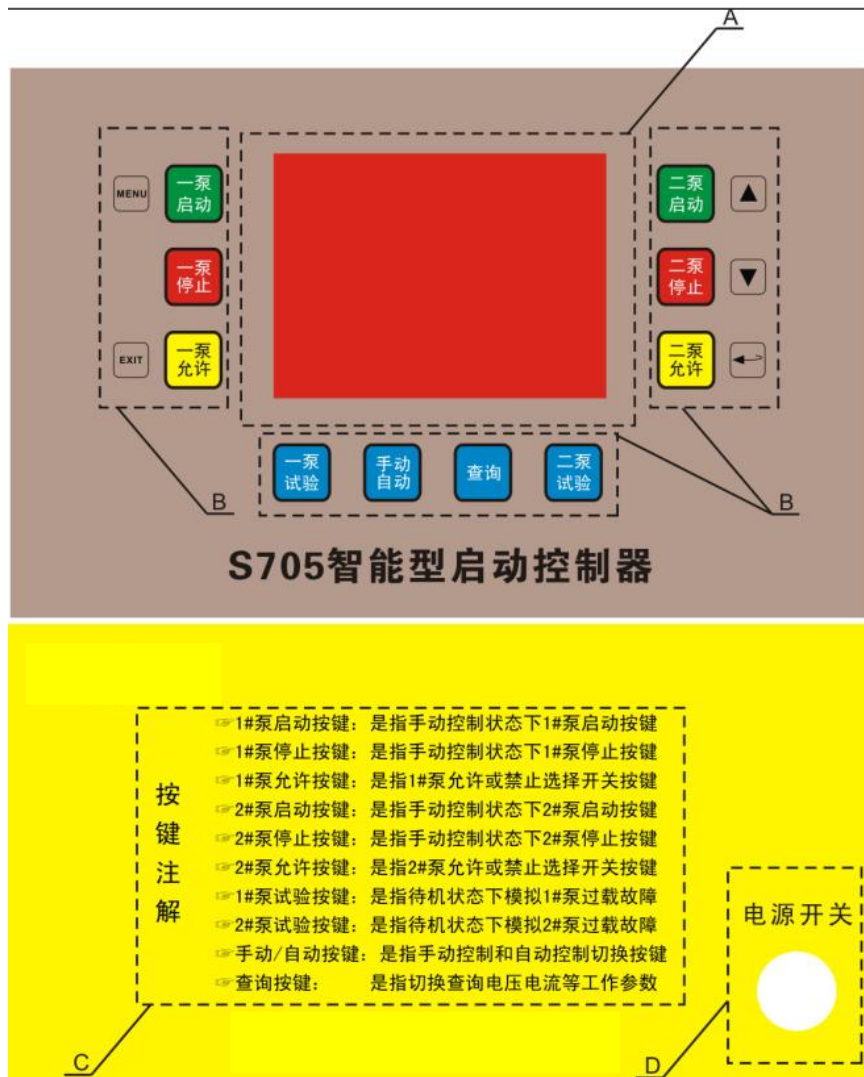 A
MENU
一泵
启动
二泵
启动
▲
一泵
停止
二泵
停止
▼
EXIT
一泵
允许
二泵
允许
一泵
试验
手动
自动
查询
二泵
试验
B
B
S705智能型启动控制器
按键注解
☞1#泵启动按键：是指手动控制状态下1#泵启动按键
☞1#泵停止按键：是指手动控制状态下1#泵停止按键
☞1#泵允许按键：是指1#泵允许或禁止选择开关按键
☞2#泵启动按键：是指手动控制状态下2#泵启动按键
☞2#泵停止按键：是指手动控制状态下2#泵停止按键
☞2#泵允许按键：是指2#泵允许或禁止选择开关按键
☞1#泵试验按键：是指待机状态下模拟1#泵过载故障
☞2#泵试验按键：是指待机状态下模拟2#泵过载故障
☞手动/自动按键：是指手动控制和自动控制切换按键
☞查询按键： 是指切换查询电压电流等工作参数
电源开关
C
D